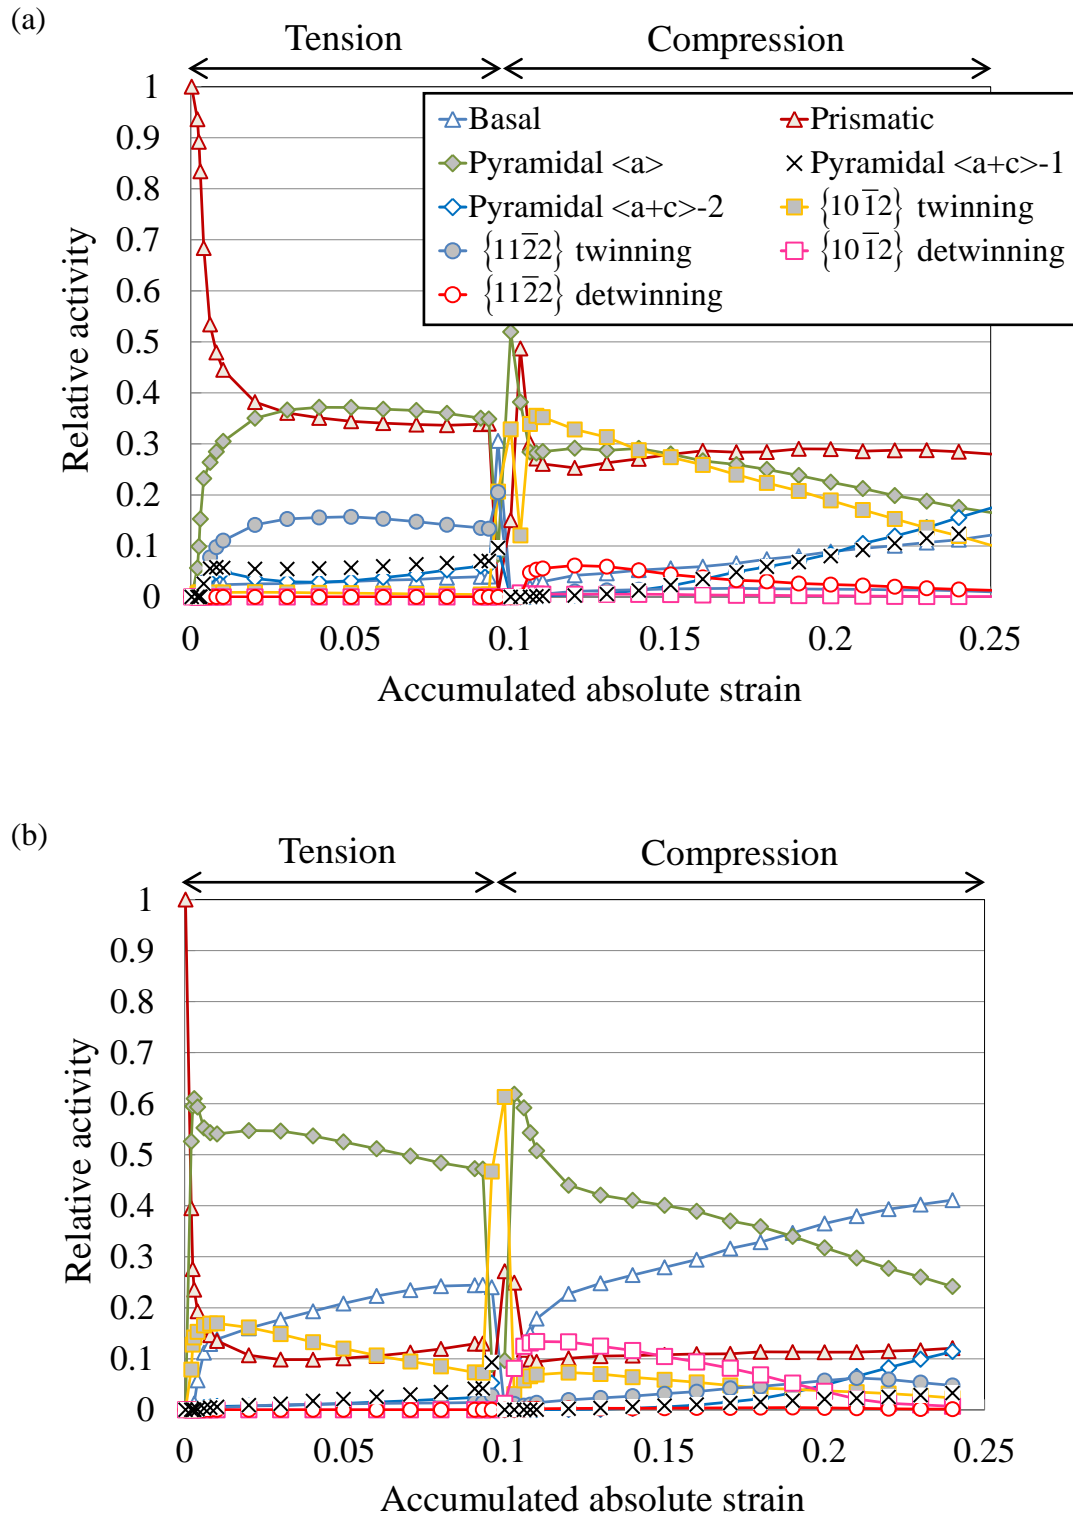 (a)
Tension Compression
1
0.9
0.8
0.7
0.6
0.5
0.4
0.3
0.2
0.1
0
Relative activity
Basal Prismatic
Pyramidal <a> Pyramidal <a+c>-1
Pyramidal <a+c>-2 {101̅2} twinning
{112̅2} twinning {101̅2} detwinning
{112̅2} detwinning
0 0.05 0.1 0.15 0.2 0.25
Accumulated absolute strain
(b)
Tension Compression
1
0.9
0.8
0.7
0.6
0.5
0.4
0.3
0.2
0.1
0
Relative activity
0 0.05 0.1 0.15 0.2 0.25
Accumulated absolute strain